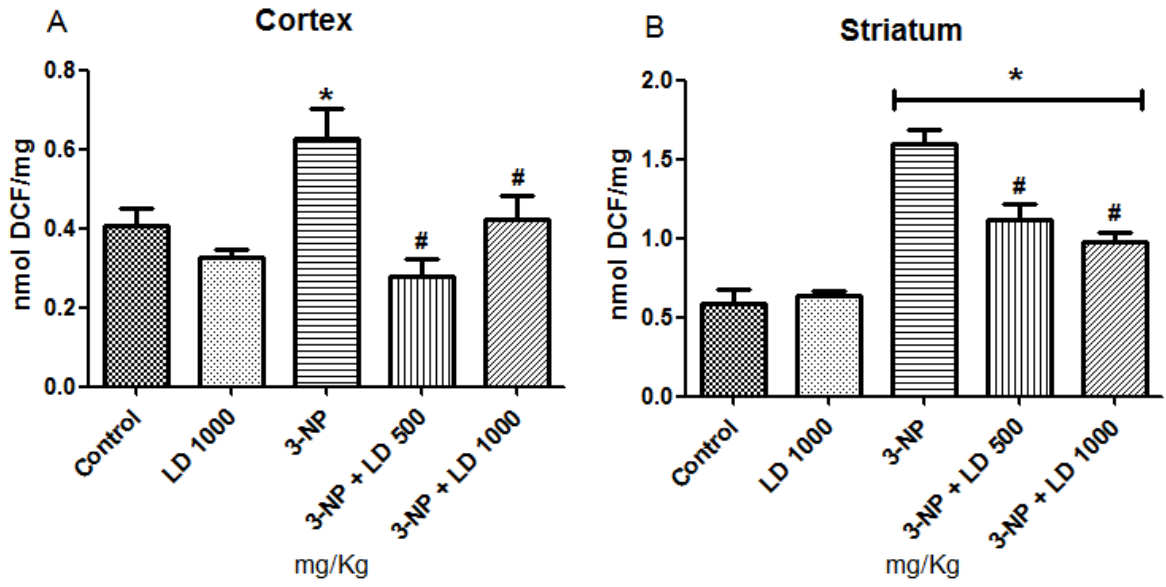 A
Cortex
nmol DCF/mg
0.8
*
0.6
#
0.4
#
0.2
0.0
Control
LD 1000
3-NP
3-NP + LD 500
3-NP + LD 1000
mg/Kg
B
Striatum
nmol DCF/mg
2.0
*
1.5
#
#
1.0
0.5
0.0
Control
LD 1000
3-NP
3-NP + LD 500
3-NP + LD 1000
mg/Kg